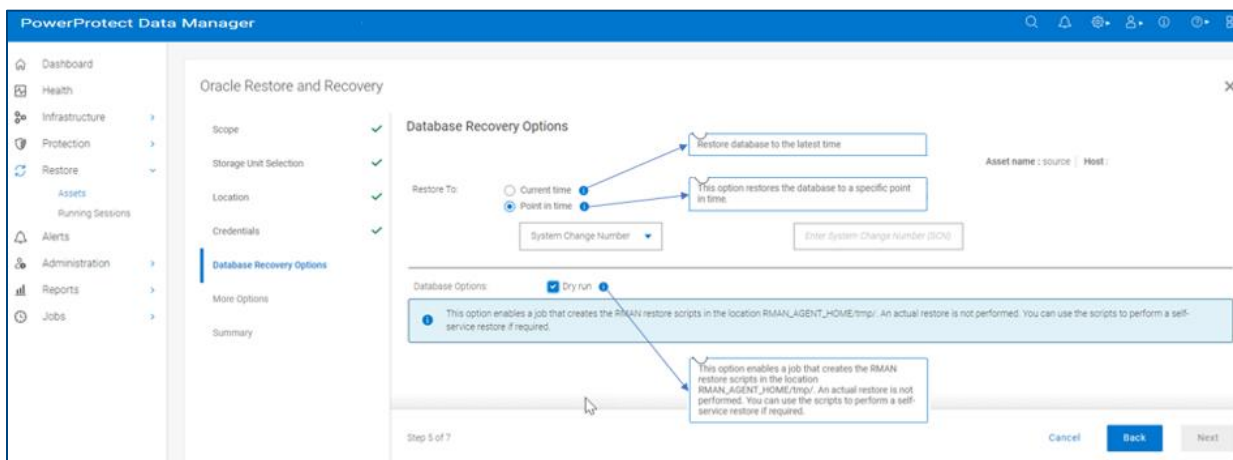 PowerProtect Data Manager
Dashboard
Health
Infrastructure
Protection
Restore
Assets
Running Sessions
Alerts
Administration
Reports
Jobs
Oracle Restore and Recovery
Scope
Storage Unit Selection
Location
Credentials
Database Recovery Options
More Options
Summary
Database Recovery Options
Asset name : source | Host :
Restore To:
Current time
Point in time
Restore database to the latest time
This option restores the database to a specific point
in time.
System Change Number
Enter System Change Number (SCN)
Database Options:
Dry run
This option enables a job that creates the RMAN restore scripts in the location RMAN_AGENT_HOME/tmp/. An actual restore is not performed. You can use the scripts to perform a self-
service restore if required.
This option enables a job that creates the RMAN
restore scripts in the location
RMAN_AGENT_HOME/tmp/. An actual restore is not
performed. You can use the scripts to perform a self-
service restore if required.
Step 5 of 7
Cancel
Back
Next